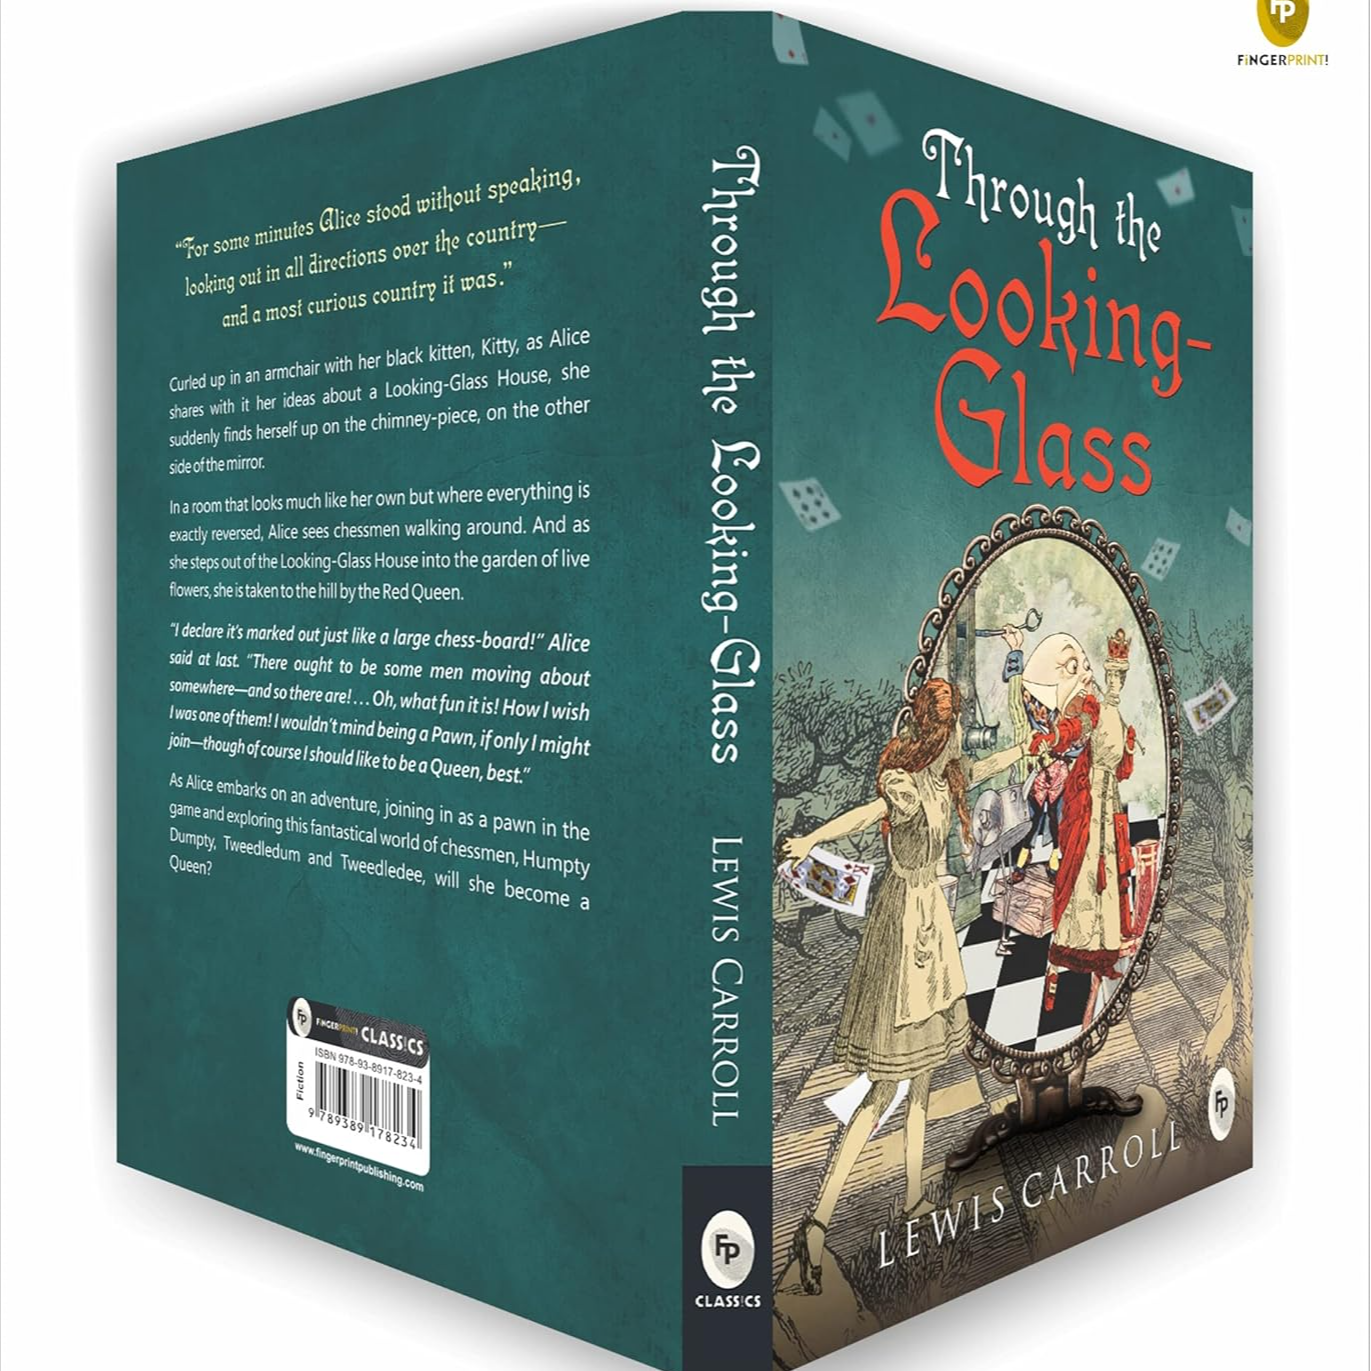 FP
FiNGERPRINT!
“For some minutes Alice stood without speaking,
looking out in all directions over the country—
and a most curious country it was.”
Curled up in an armchair with her black kitten, Kitty, as Alice
shares with it her ideas about a Looking-Glass House, she
suddenly finds herself up on the chimney-piece, on the other
side of the mirror.
In a room that looks much like her own but where everything is
exactly reversed, Alice sees chessmen walking around. And as
she steps out of the Looking-Glass House into the garden of live
flowers, she is taken to the hill by the Red Queen.
“I declare it’s marked out just like a large chess-board!” Alice
said at last. “There ought to be some men moving about
somewhere—and so there are!... Oh, what fun it is! How I wish
I was one of them! I wouldn’t mind being a Pawn, if only I might
join—though of course I should like to be a Queen, best.”
As Alice embarks on an adventure, joining in as a pawn in the
game and exploring this fantastical world of chessmen, Humpty
Dumpty, Tweedledum and Tweedledee, will she become a
Queen?
FP FiNGERPRINT! CLASSICS
ISBN 978-93-8917-823-4
Fiction
9 789389 178234
www.fingerprintpublishing.com
Through the Looking-Glass LEWIS CARROLL
FP
CLASSICS
Through the
Looking-
Glass
K
FP
LEWIS CARROLL